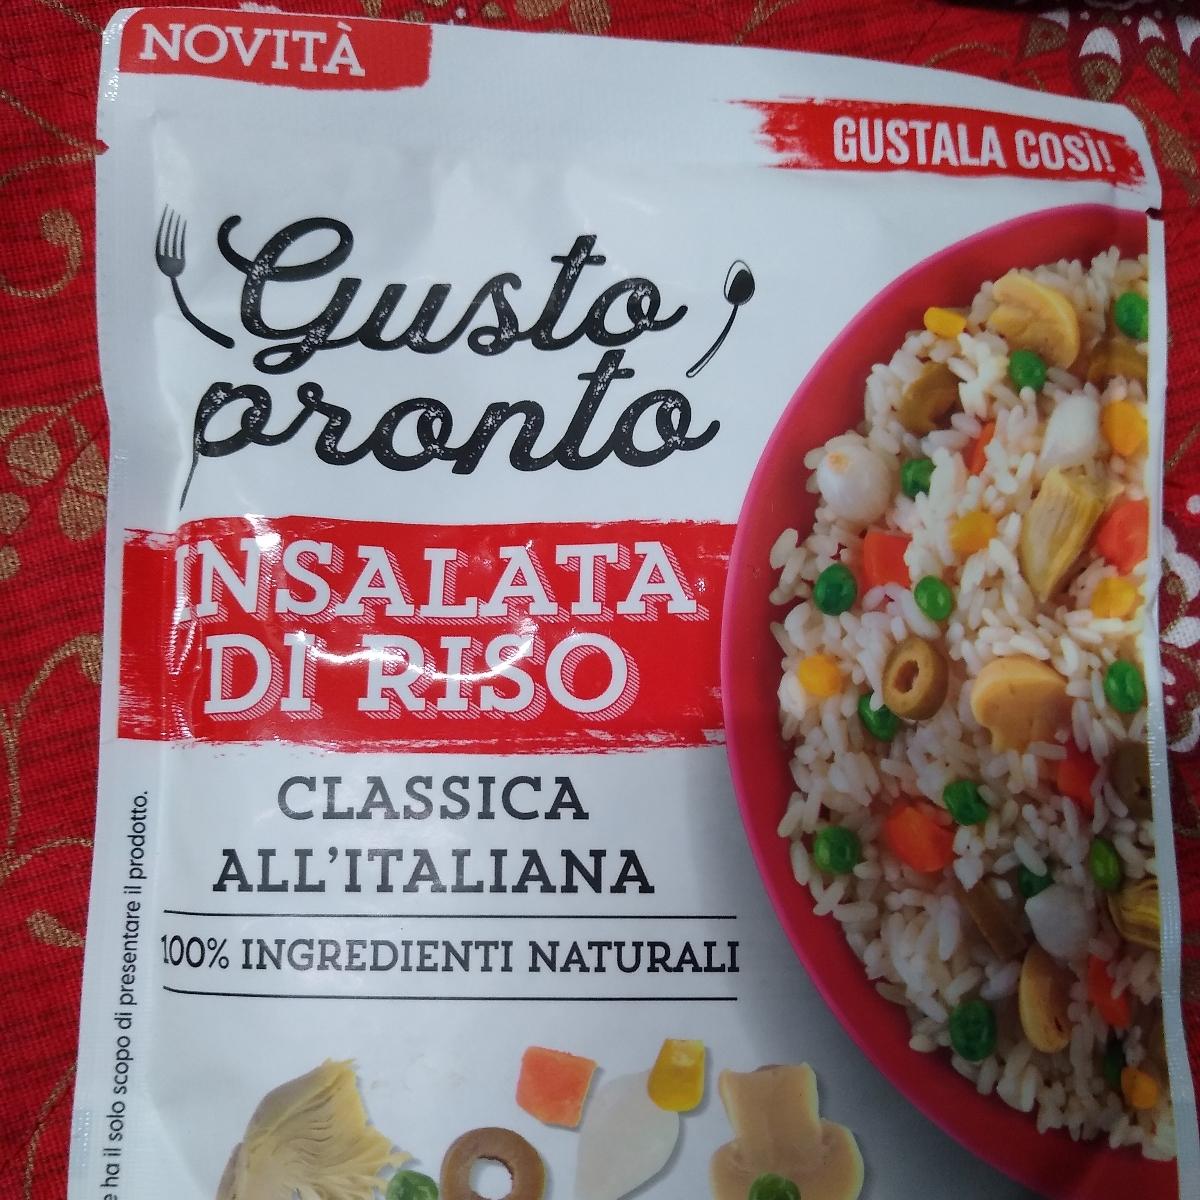 NOVITÀ
GUSTALA COSÌ!
Gusto
pronto
INSALATA
DI RISO
CLASSICA
ALL'ITALIANA
100% INGREDIENTI NATURALI
e ha il solo scopo di presentare il prodotto.